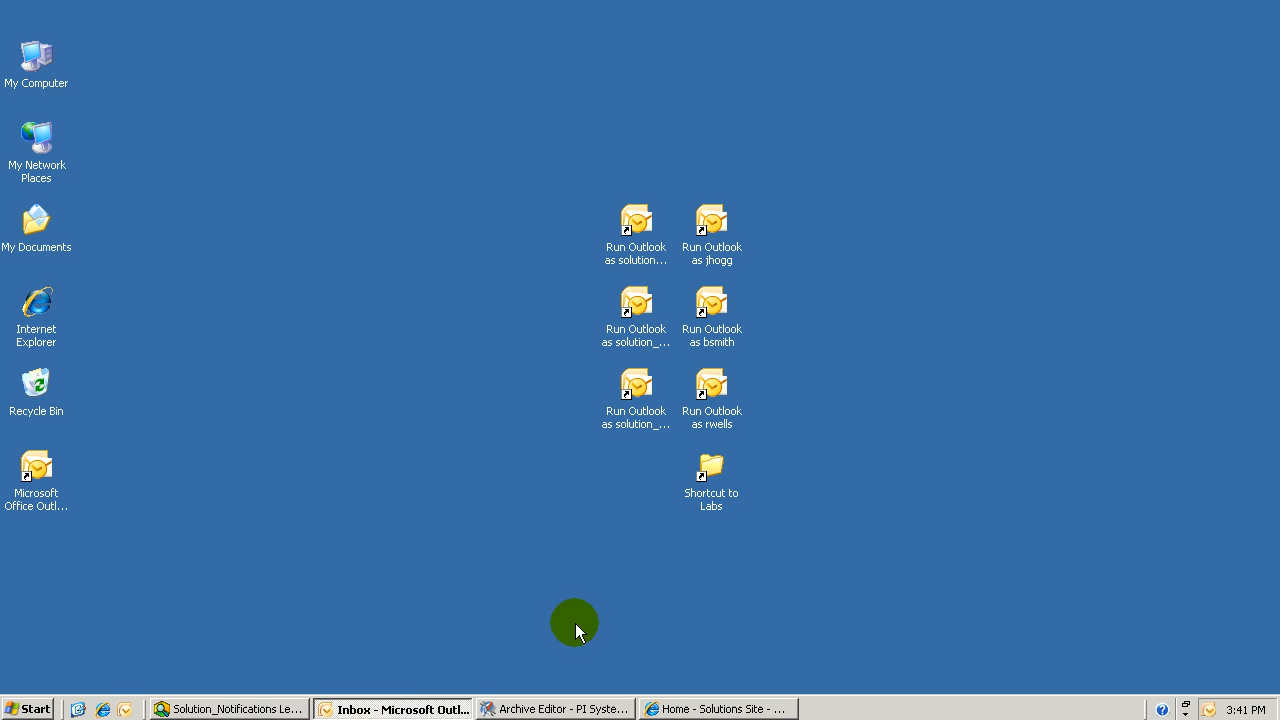 My Computer
My Network
Places
My Documents
Internet
Explorer
Recycle Bin
Microsoft
Office Outl...
Run Outlook
as solution...
Run Outlook
as jhogg
Run Outlook
as solution_...
Run Outlook
as bsmith
Run Outlook
as solution_...
Run Outlook
as rwells
Shortcut to
Labs
Start
Solution_Notifications Le...
Inbox - Microsoft Outl...
Archive Editor - PI Syste...
Home - Solutions Site - ...
3:41 PM